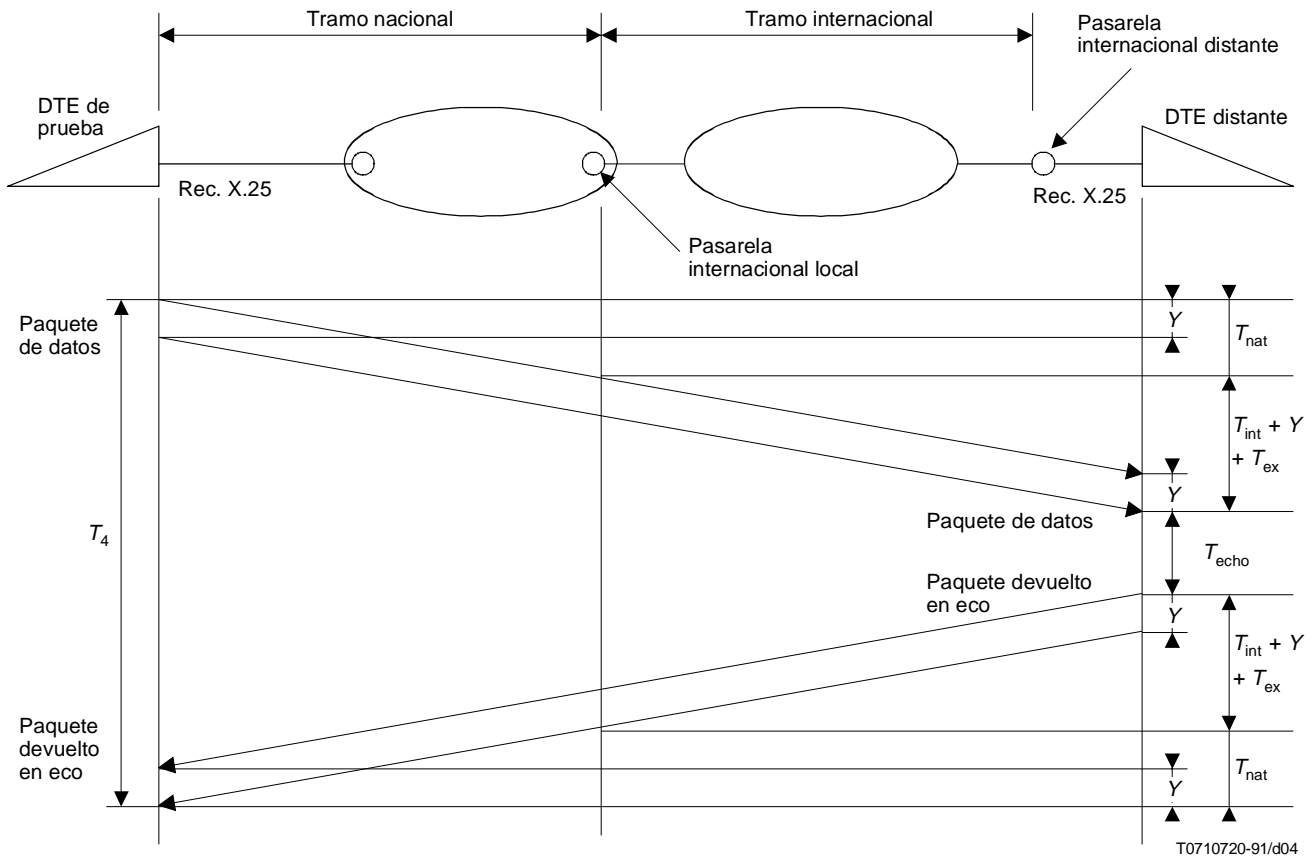 Tramo nacional
Tramo internacional
Pasarela
internacional distante
DTE de
prueba
DTE distante
Rec. X.25
Rec. X.25
Pasarela
internacional local
Paquete
de datos
Y
T_nat
T_int + Y
+ T_ex
Y
Paquete de datos
T_4
T_echo
Paquete devuelto
en eco
Y
T_int + Y
+ T_ex
Paquete
devuelto
en eco
T_nat
Y
T0710720-91/d04